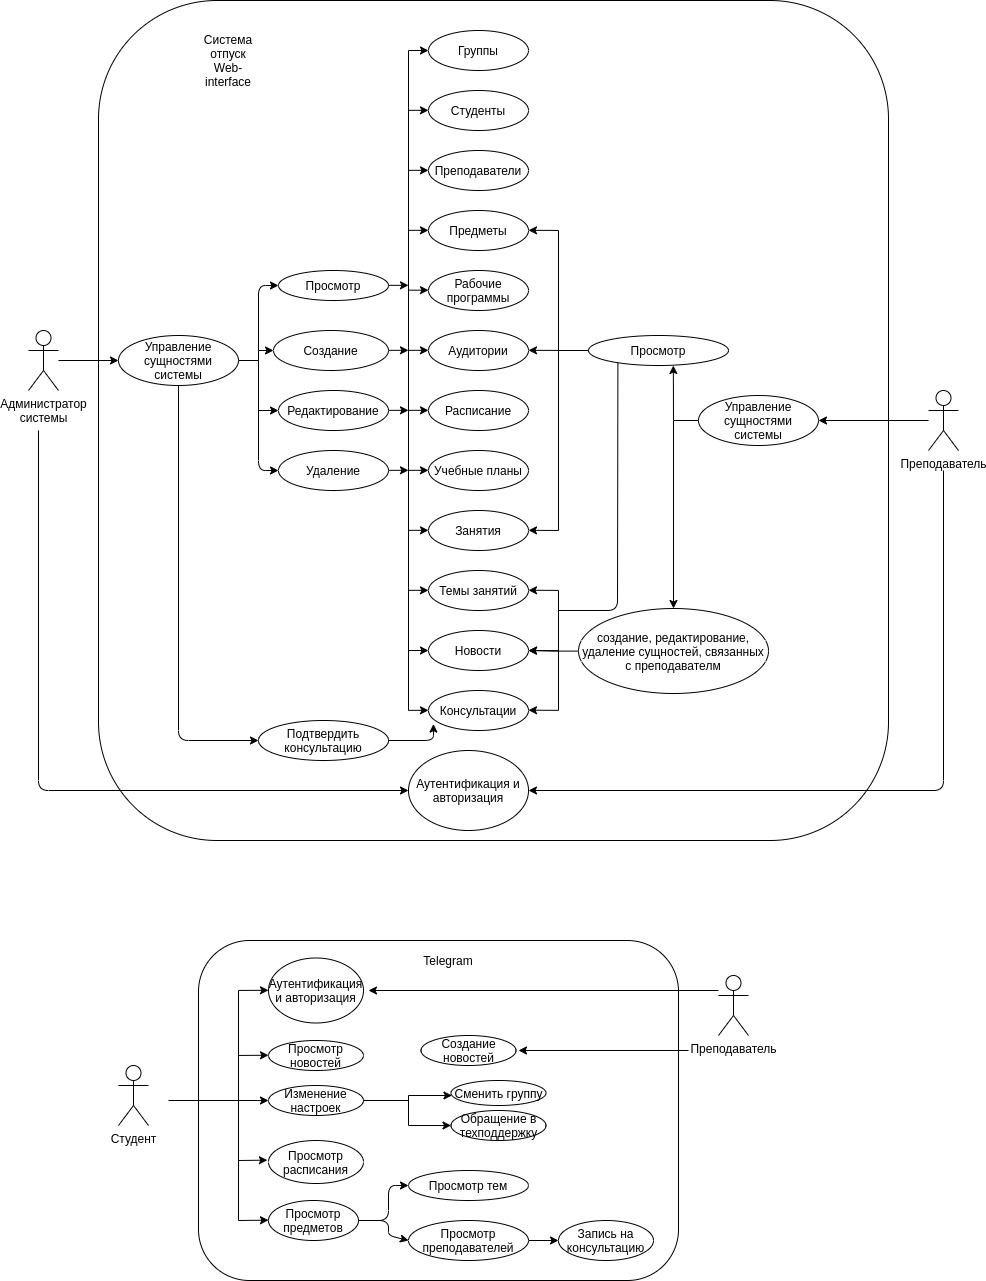 Система
отпуск
Web-
interface
Группы
Студенты
Преподаватели
Предметы
Рабочие
программы
Просмотр
Создание
Редактирование
Удаление
Управление
сущностями
системы
Администратор
системы
Аудитории
Расписание
Учебные планы
Занятия
Темы занятий
Новости
Консультации
Просмотр
Управление
сущностями
системы
Преподаватель
создание, редактирование,
удаление сущностей, связанных
с преподавателм
Подтвердить
консультацию
Аутентификация и
авторизация
Telegram
Аутентификация
и авторизация
Преподаватель
Просмотр
новостей
Создание
новостей
Изменение
настроек
Сменить группу
Обращение в
техподдержку
Студент
Просмотр
расписания
Просмотр
предметов
Просмотр тем
Просмотр
преподавателей
Запись на
консультацию